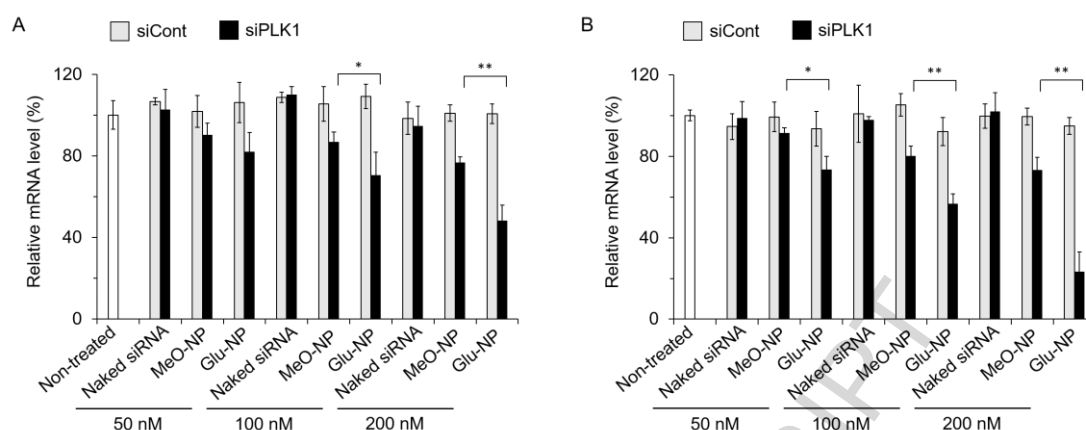 A
siCont
siPLK1
Relative mRNA level (%)
120
80
40
0
*
**
Non-treated
Naked siRNA
MeO-NP
Glu-NP
Naked siRNA
MeO-NP
Glu-NP
Naked siRNA
MeO-NP
Glu-NP
50 nM
100 nM
200 nM
B
siCont
siPLK1
Relative mRNA level (%)
120
80
40
0
*
**
**
Non-treated
Naked siRNA
MeO-NP
Glu-NP
Naked siRNA
MeO-NP
Glu-NP
Naked siRNA
MeO-NP
Glu-NP
50 nM
100 nM
200 nM
RIPT